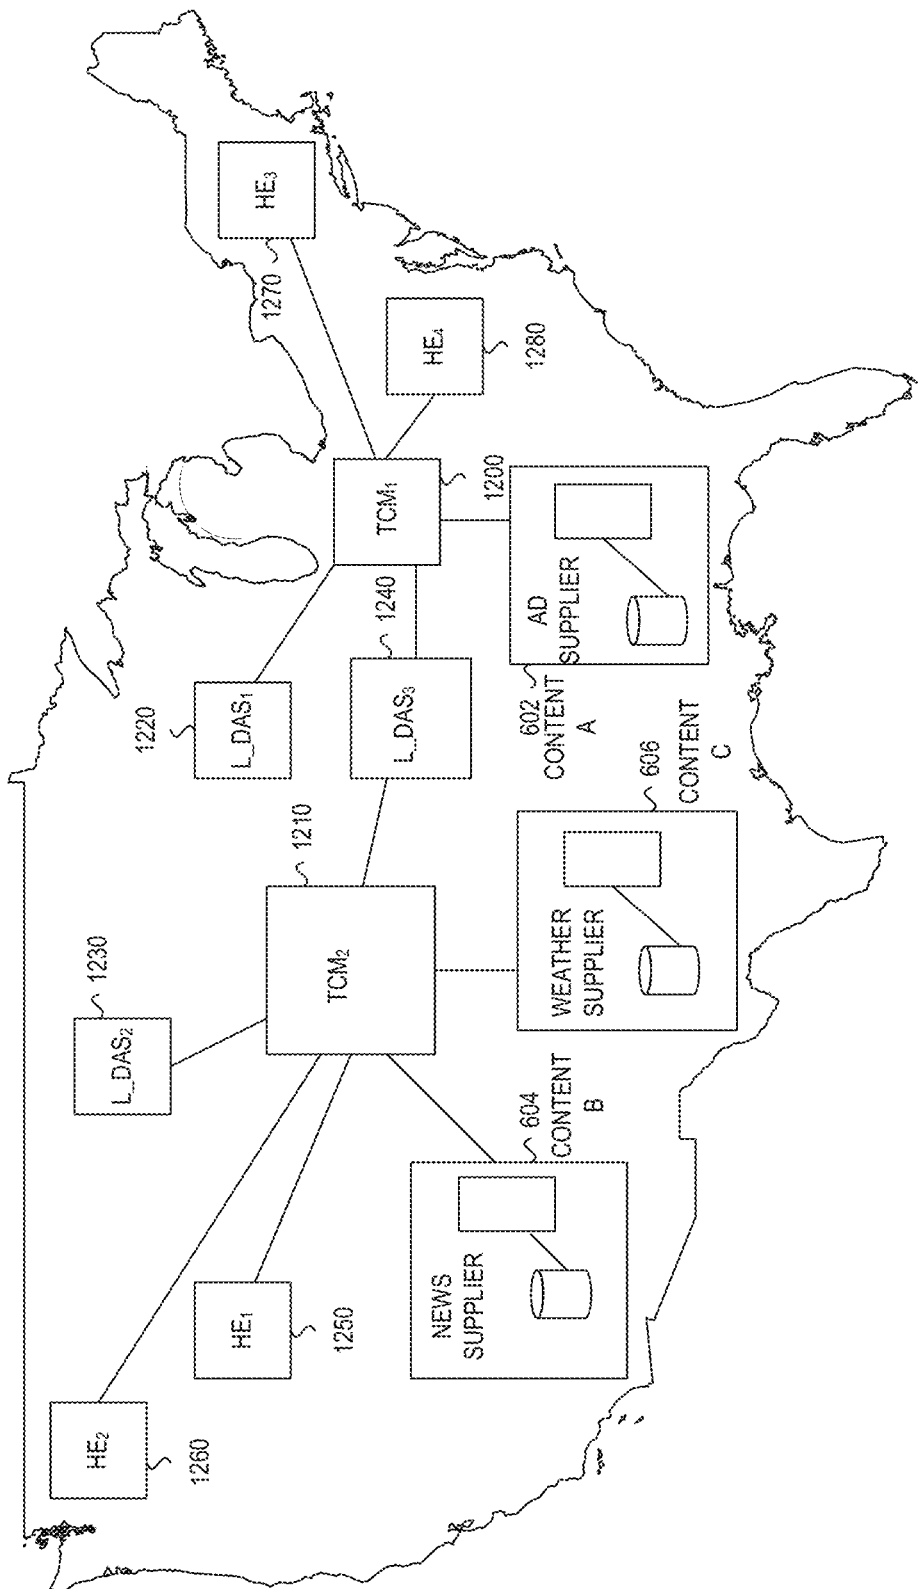 HE₂
1260
HE₁
1250
L_DAS₂
1230
TCM₂
1210
NEWS
SUPPLIER
604
CONTENT
B
WEATHER
SUPPLIER
606
CONTENT
C
L_DAS₁
1220
L_DAS₃
1240
TCM₁
1200
AD
SUPPLIER
602
CONTENT
A
HE₃
1270
HE₄
1280